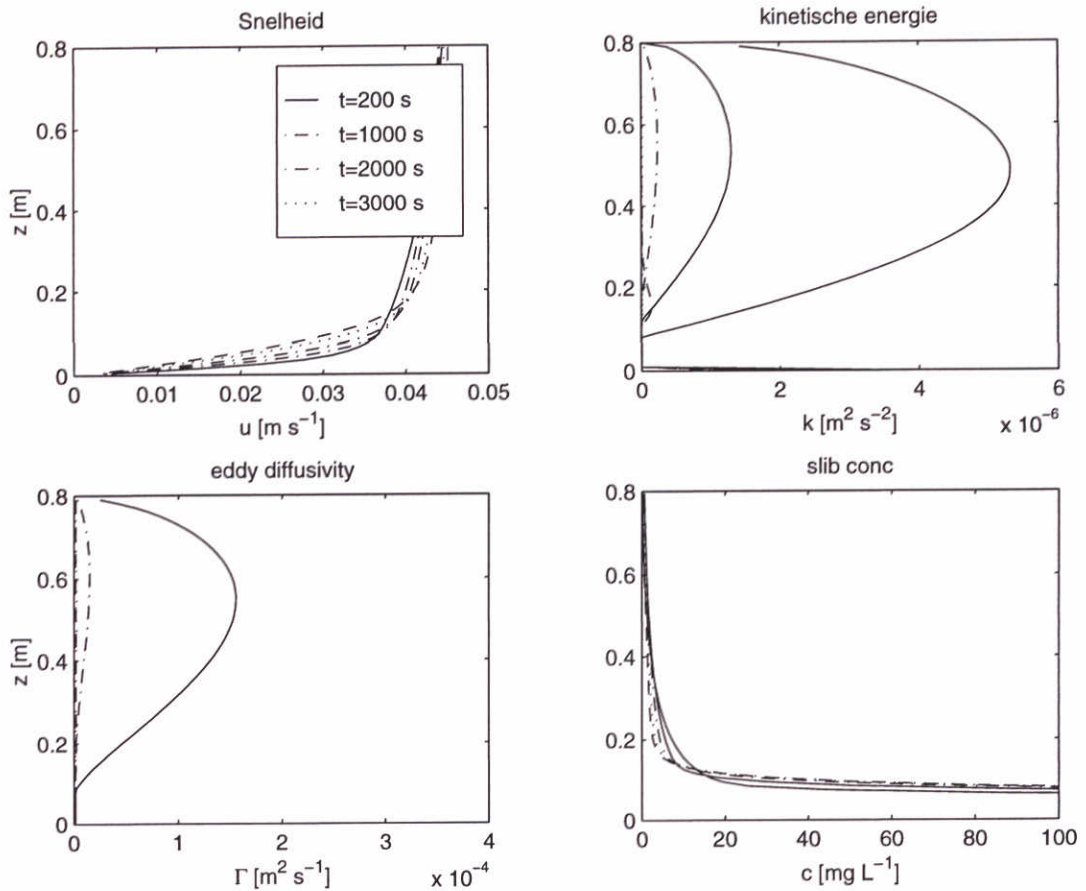 Snelheid
0.8
0.6
0.4
0.2
0
z [m]
t=200 s
t=1000 s
t=2000 s
t=3000 s
0 0.01 0.02 0.03 0.04 0.05
u [m s⁻¹]
kinetische energie
0.8
0.6
0.4
0.2
0
0 2 4 6
k [m² s⁻²]
x 10⁻⁶
eddy diffusivity
0.8
0.6
0.4
0.2
0
z [m]
0 1 2 3 4
Γ [m² s⁻¹]
x 10⁻⁴
slib conc
0.8
0.6
0.4
0.2
0
0 20 40 60 80 100
c [mg L⁻¹]